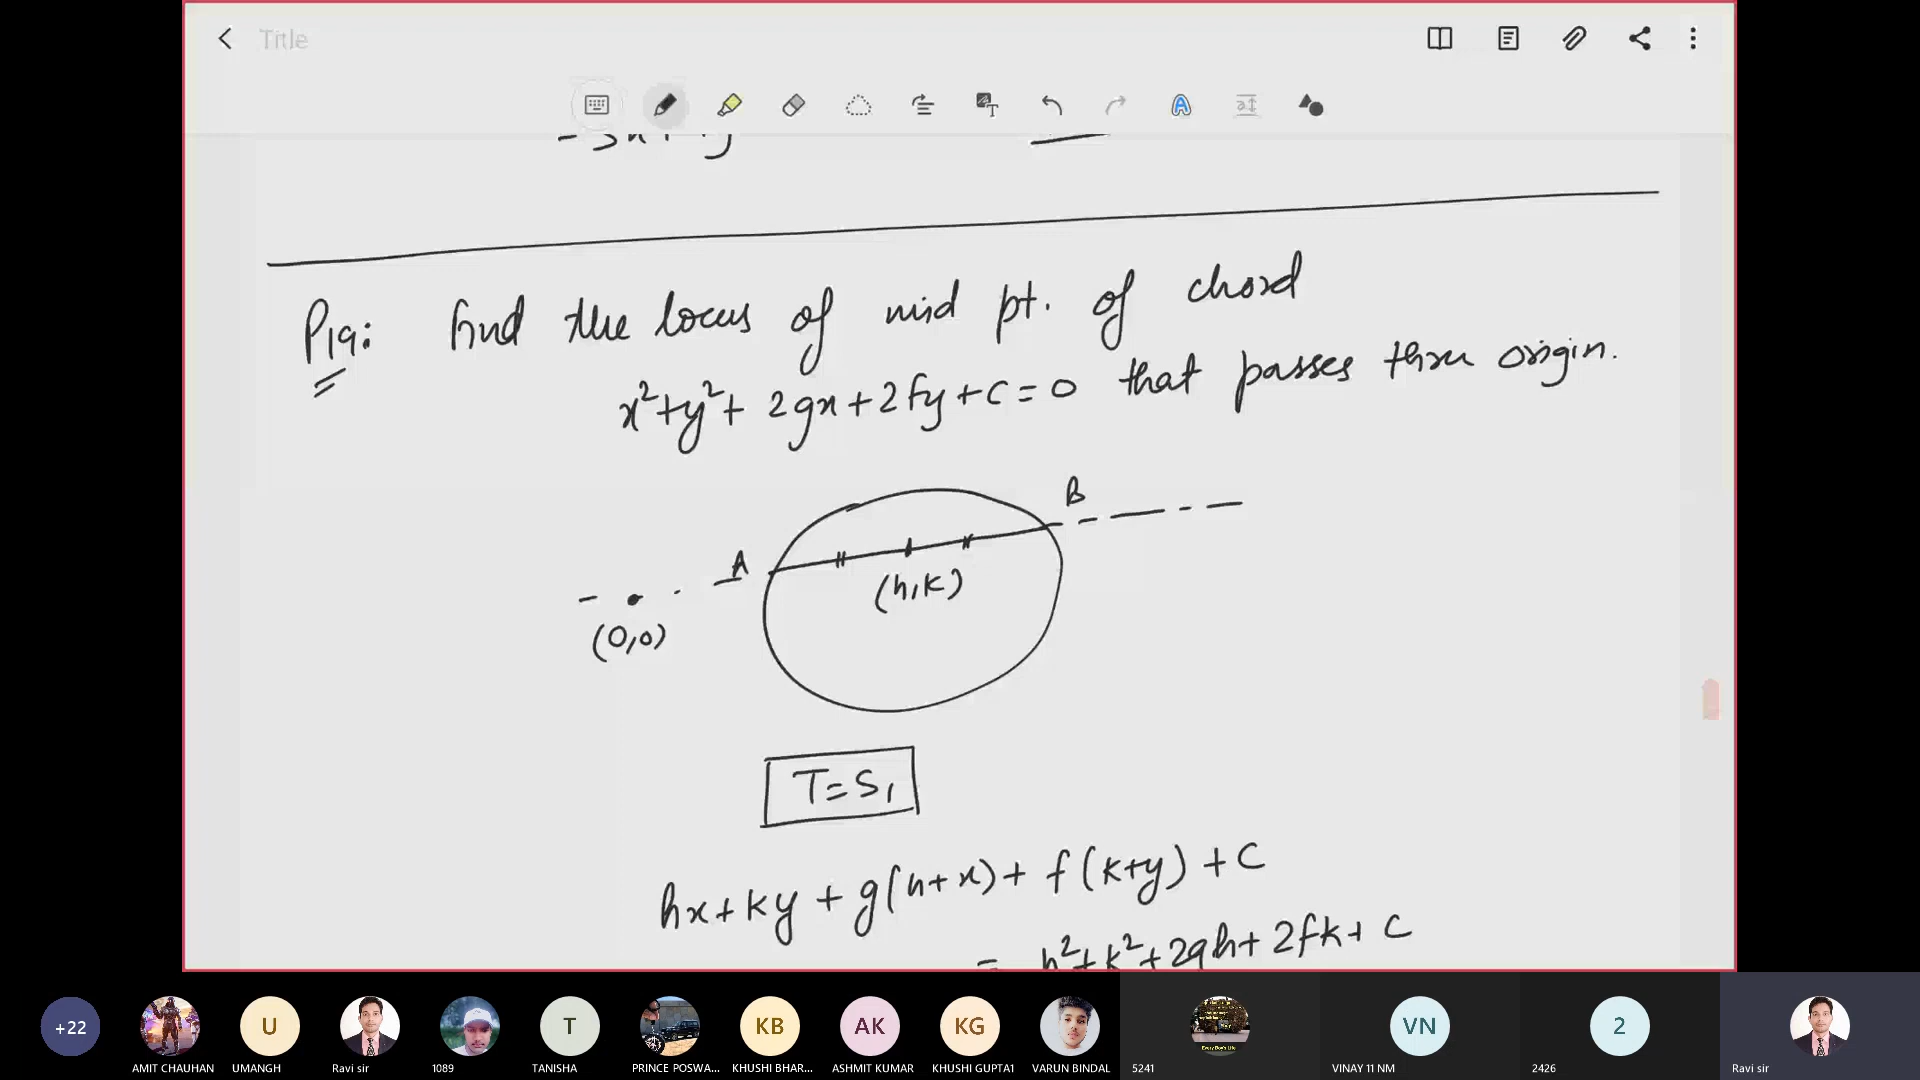 Title
P19: find the locus of mid pt. of chord
x²+y²+2gx+2fy+c=0 that passes thru origin.
B
A
(h,k)
(0,0)
T=S₁
hx+ky+g(h+x)+f(k+y)+c
= h²+k²+2gh+2fk+c
+22
U
T
KB
AK
KG
VN
2
AMIT CHAUHAN
UMANGH
Ravi sir
1089
TANISHA
PRINCE POSWA...
KHUSHI BHAR...
ASHMIT KUMAR
KHUSHI GUPTA1
VARUN BINDAL
5241
VINAY 11 NM
2426
Ravi sir